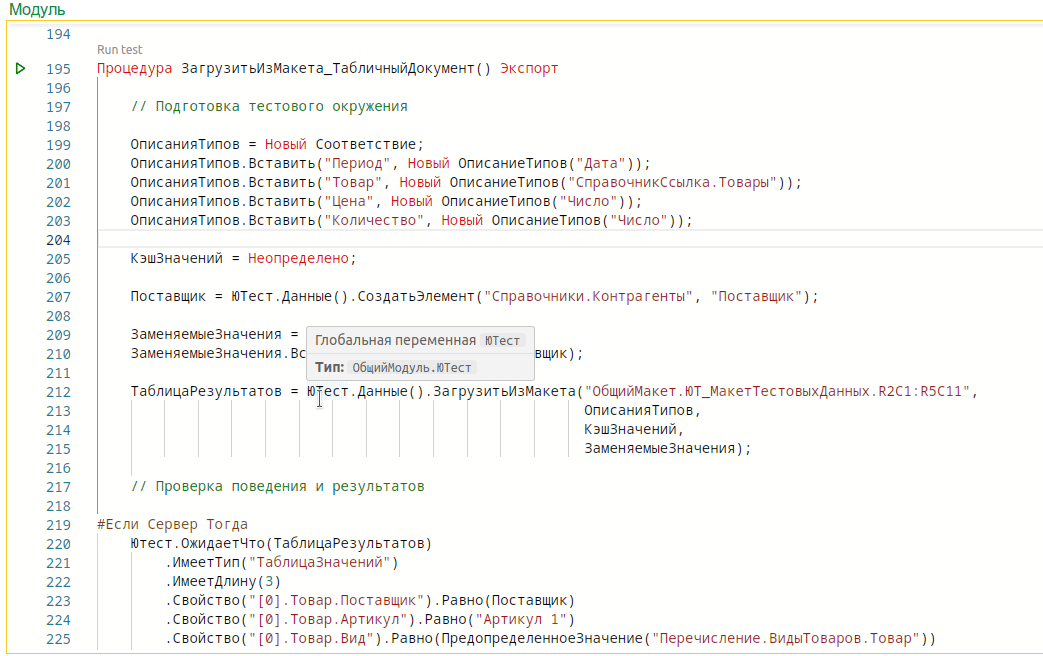 Модуль
194
Run test
195 Процедура ЗагрузитьИзМакета_ТабличныйДокумент() Экспорт
196
197 // Подготовка тестового окружения
198
199 ОписанияТипов = Новый Соответствие;
200 ОписанияТипов.Вставить("Период", Новый ОписаниеТипов("Дата"));
201 ОписанияТипов.Вставить("Товар", Новый ОписаниеТипов("СправочникСсылка.Товары"));
202 ОписанияТипов.Вставить("Цена", Новый ОписаниеТипов("Число"));
203 ОписанияТипов.Вставить("Количество", Новый ОписаниеТипов("Число"));
204
205 КэшЗначений = Неопределено;
206
207 Поставщик = ЮТест.Данные().СоздатьЭлемент("Справочники.Контрагенты", "Поставщик");
208
209 ЗаменяемыеЗначения =
Глобальная переменная ЮТест
210 ЗаменяемыеЗначения.Вс вщик);
Тип: ОбщийМодуль.ЮТест
211
212 ТаблицаРезультатов = ЮТест.Данные().ЗагрузитьИзМакета("ОбщийМакет.ЮТ_МакетТестовыхДанных.R2C1:R5C11",
213 ОписанияТипов,
214 КэшЗначений,
215 ЗаменяемыеЗначения);
216
217 // Проверка поведения и результатов
218
219 #Если Сервер Тогда
220 Ютест.ОжидаетЧто(ТаблицаРезультатов)
221 .ИмеетТип("ТаблицаЗначений")
222 .ИмеетДлину(3)
223 .Свойство("[0].Товар.Поставщик").Равно(Поставщик)
224 .Свойство("[0].Товар.Артикул").Равно("Артикул 1")
225 .Свойство("[0].Товар.Вид").Равно(ПредопределенноеЗначение("Перечисление.ВидыТоваров.Товар"))